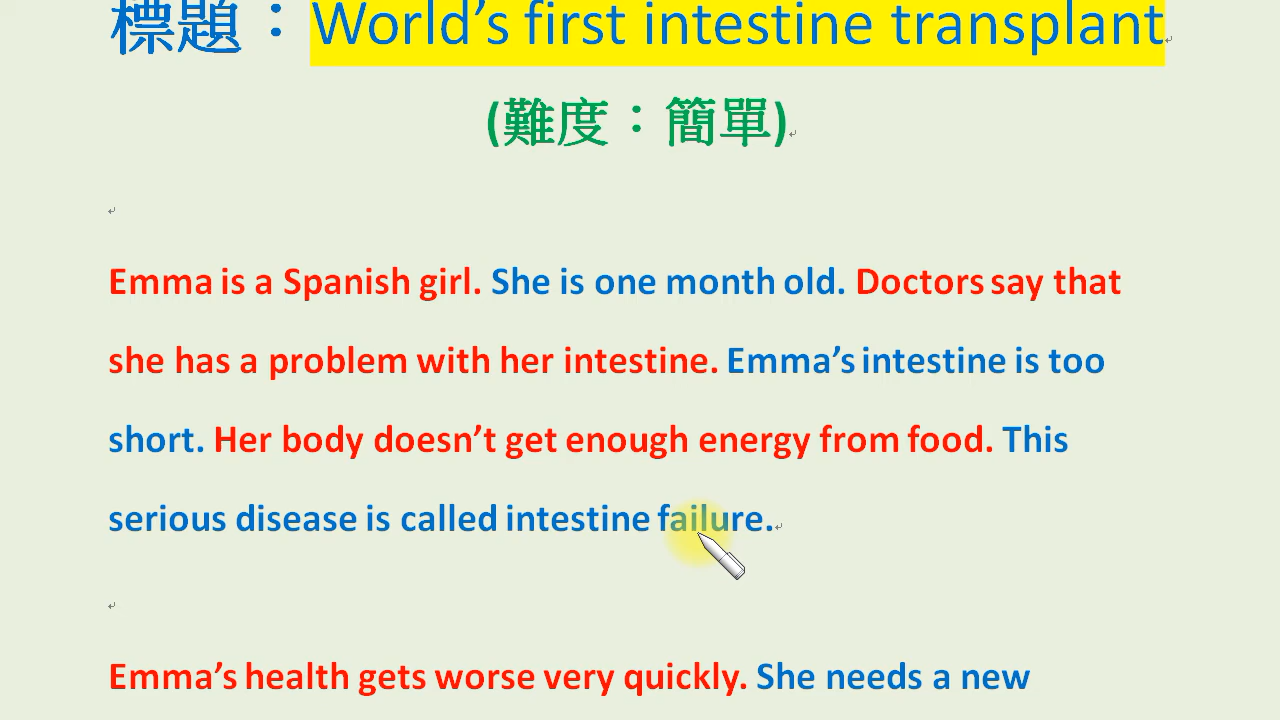 標題：World’s first intestine transplant
(難度：簡單)
Emma is a Spanish girl. She is one month old. Doctors say that
she has a problem with her intestine. Emma’s intestine is too
short. Her body doesn’t get enough energy from food. This
serious disease is called intestine failure.
Emma’s health gets worse very quickly. She needs a new